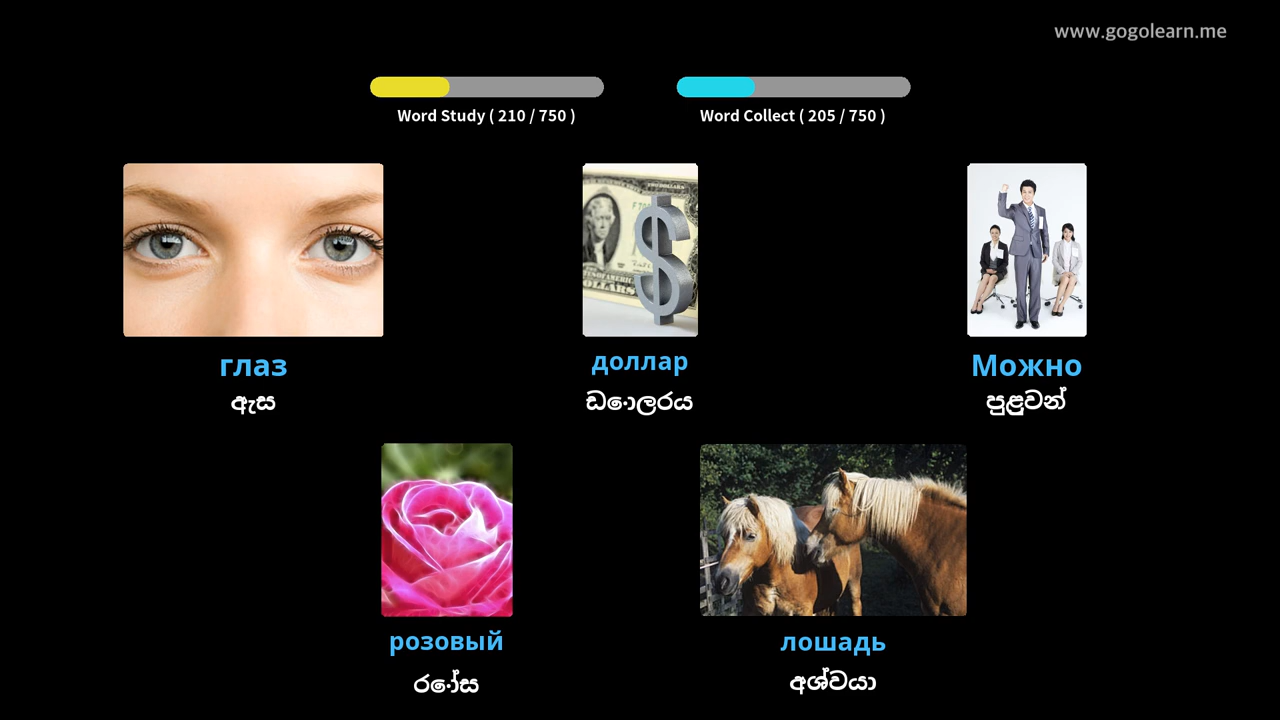 www.gogolearn.me
Word Study ( 210 / 750 )
Word Collect ( 205 / 750 )
глаз
ඇස
доллар
ඩොලරය
Можно
පුළුවන්
розовый
රෝස
лошадь
අශ්වයා